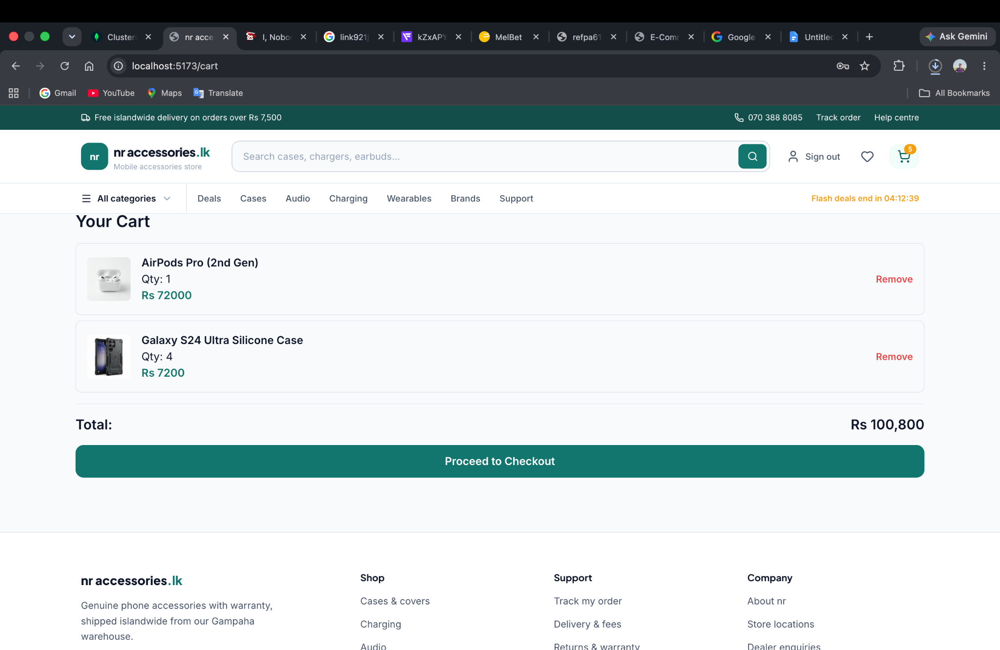 Cluster
nr acce
I, Nobo
link921j
kZxAPY
MelBet
refpa61
E-Comr
Google
Untitled
Ask Gemini
localhost:5173/cart
Gmail
YouTube
Maps
Translate
All Bookmarks
Free islandwide delivery on orders over Rs 7,500
070 388 8085
Track order
Help centre
nr
nr accessories.lk
Mobile accessories store
Search cases, chargers, earbuds...
Sign out
5
All categories
Deals
Cases
Audio
Charging
Wearables
Brands
Support
Flash deals end in 04:12:39
Your Cart
AirPods Pro (2nd Gen)
Qty: 1
Rs 72000
Remove
Galaxy S24 Ultra Silicone Case
Qty: 4
Rs 7200
Remove
Total:
Rs 100,800
Proceed to Checkout
nr accessories.lk
Genuine phone accessories with warranty,
shipped islandwide from our Gampaha
warehouse.
Shop
Cases & covers
Charging
Audio
Support
Track my order
Delivery & fees
Returns & warranty
Company
About nr
Store locations
Dealer enquiries